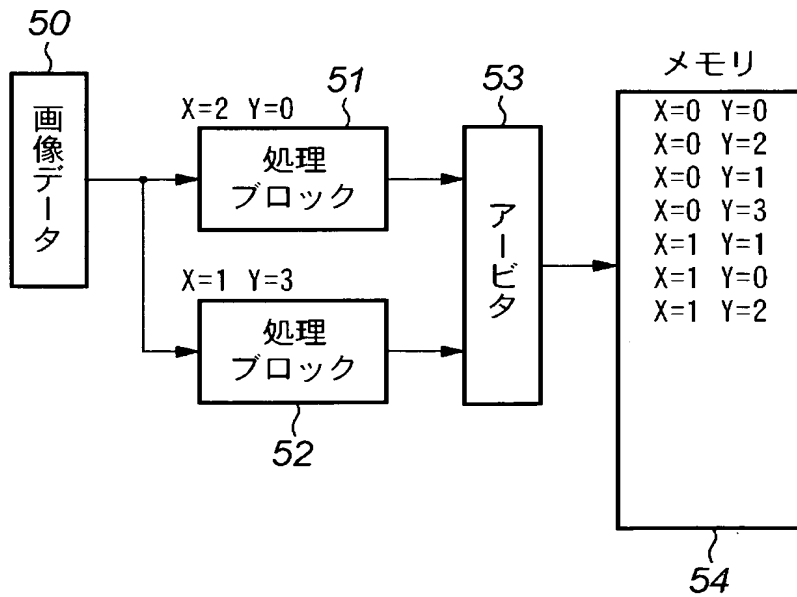 50
画像データ
X=2 Y=0
51
処理
ブロック
X=1 Y=3
処理
ブロック
52
53
アービタ
メモリ
X=0 Y=0
X=0 Y=2
X=0 Y=1
X=0 Y=3
X=1 Y=1
X=1 Y=0
X=1 Y=2
54